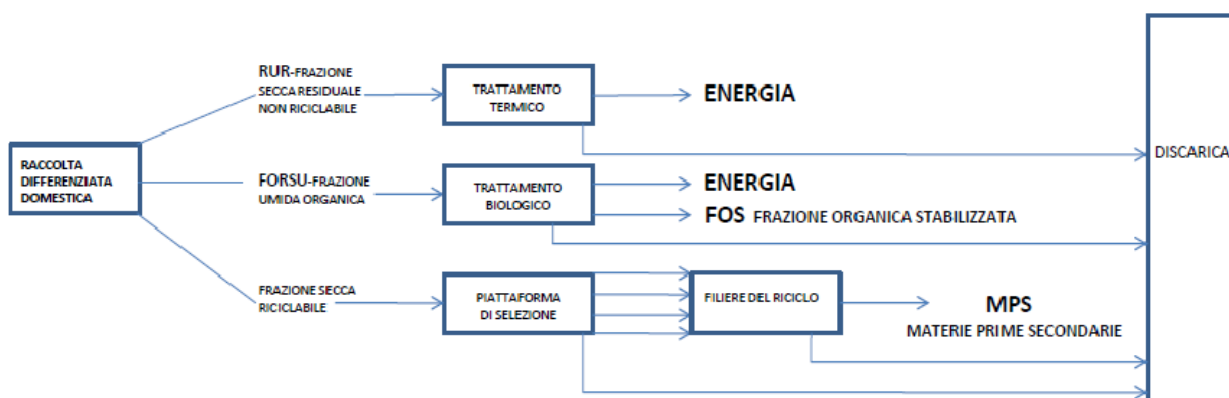 RUR-FRAZIONE
SECCA RESIDUALE
NON RICICLABILE
TRATTAMENTO
TERMICO
ENERGIA
RACCOLTA
DIFFERENZIATA
DOMESTICA
FORSU-FRAZIONE
UMIDA ORGANICA
TRATTAMENTO
BIOLOGICO
ENERGIA
FOS FRAZIONE ORGANICA STABILIZZATA
DISCARICA
FRAZIONE SECCA
RICICLABILE
PIATTAFORMA
DI SELEZIONE
FILIERE DEL RICICLO
MPS
MATERIE PRIME SECONDARIE